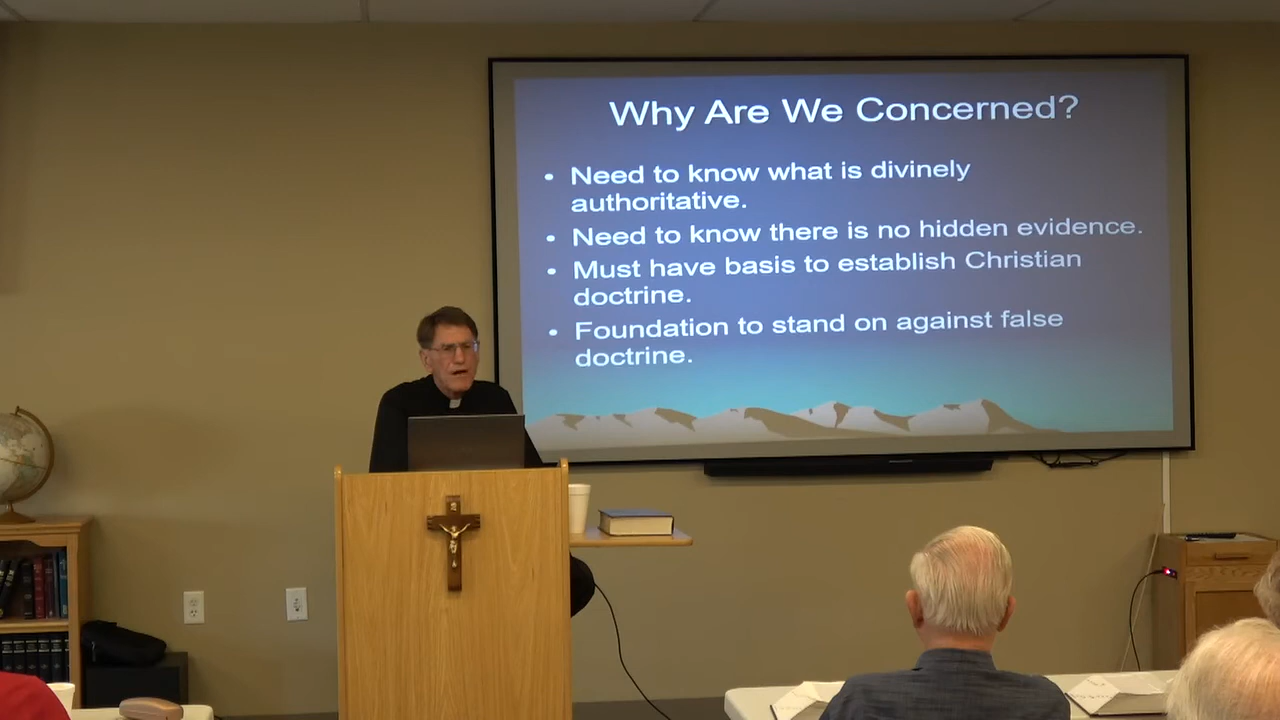 Why Are We Concerned?
• Need to know what is divinely
authoritative.
• Need to know there is no hidden evidence.
• Must have basis to establish Christian
doctrine.
• Foundation to stand on against false
doctrine.